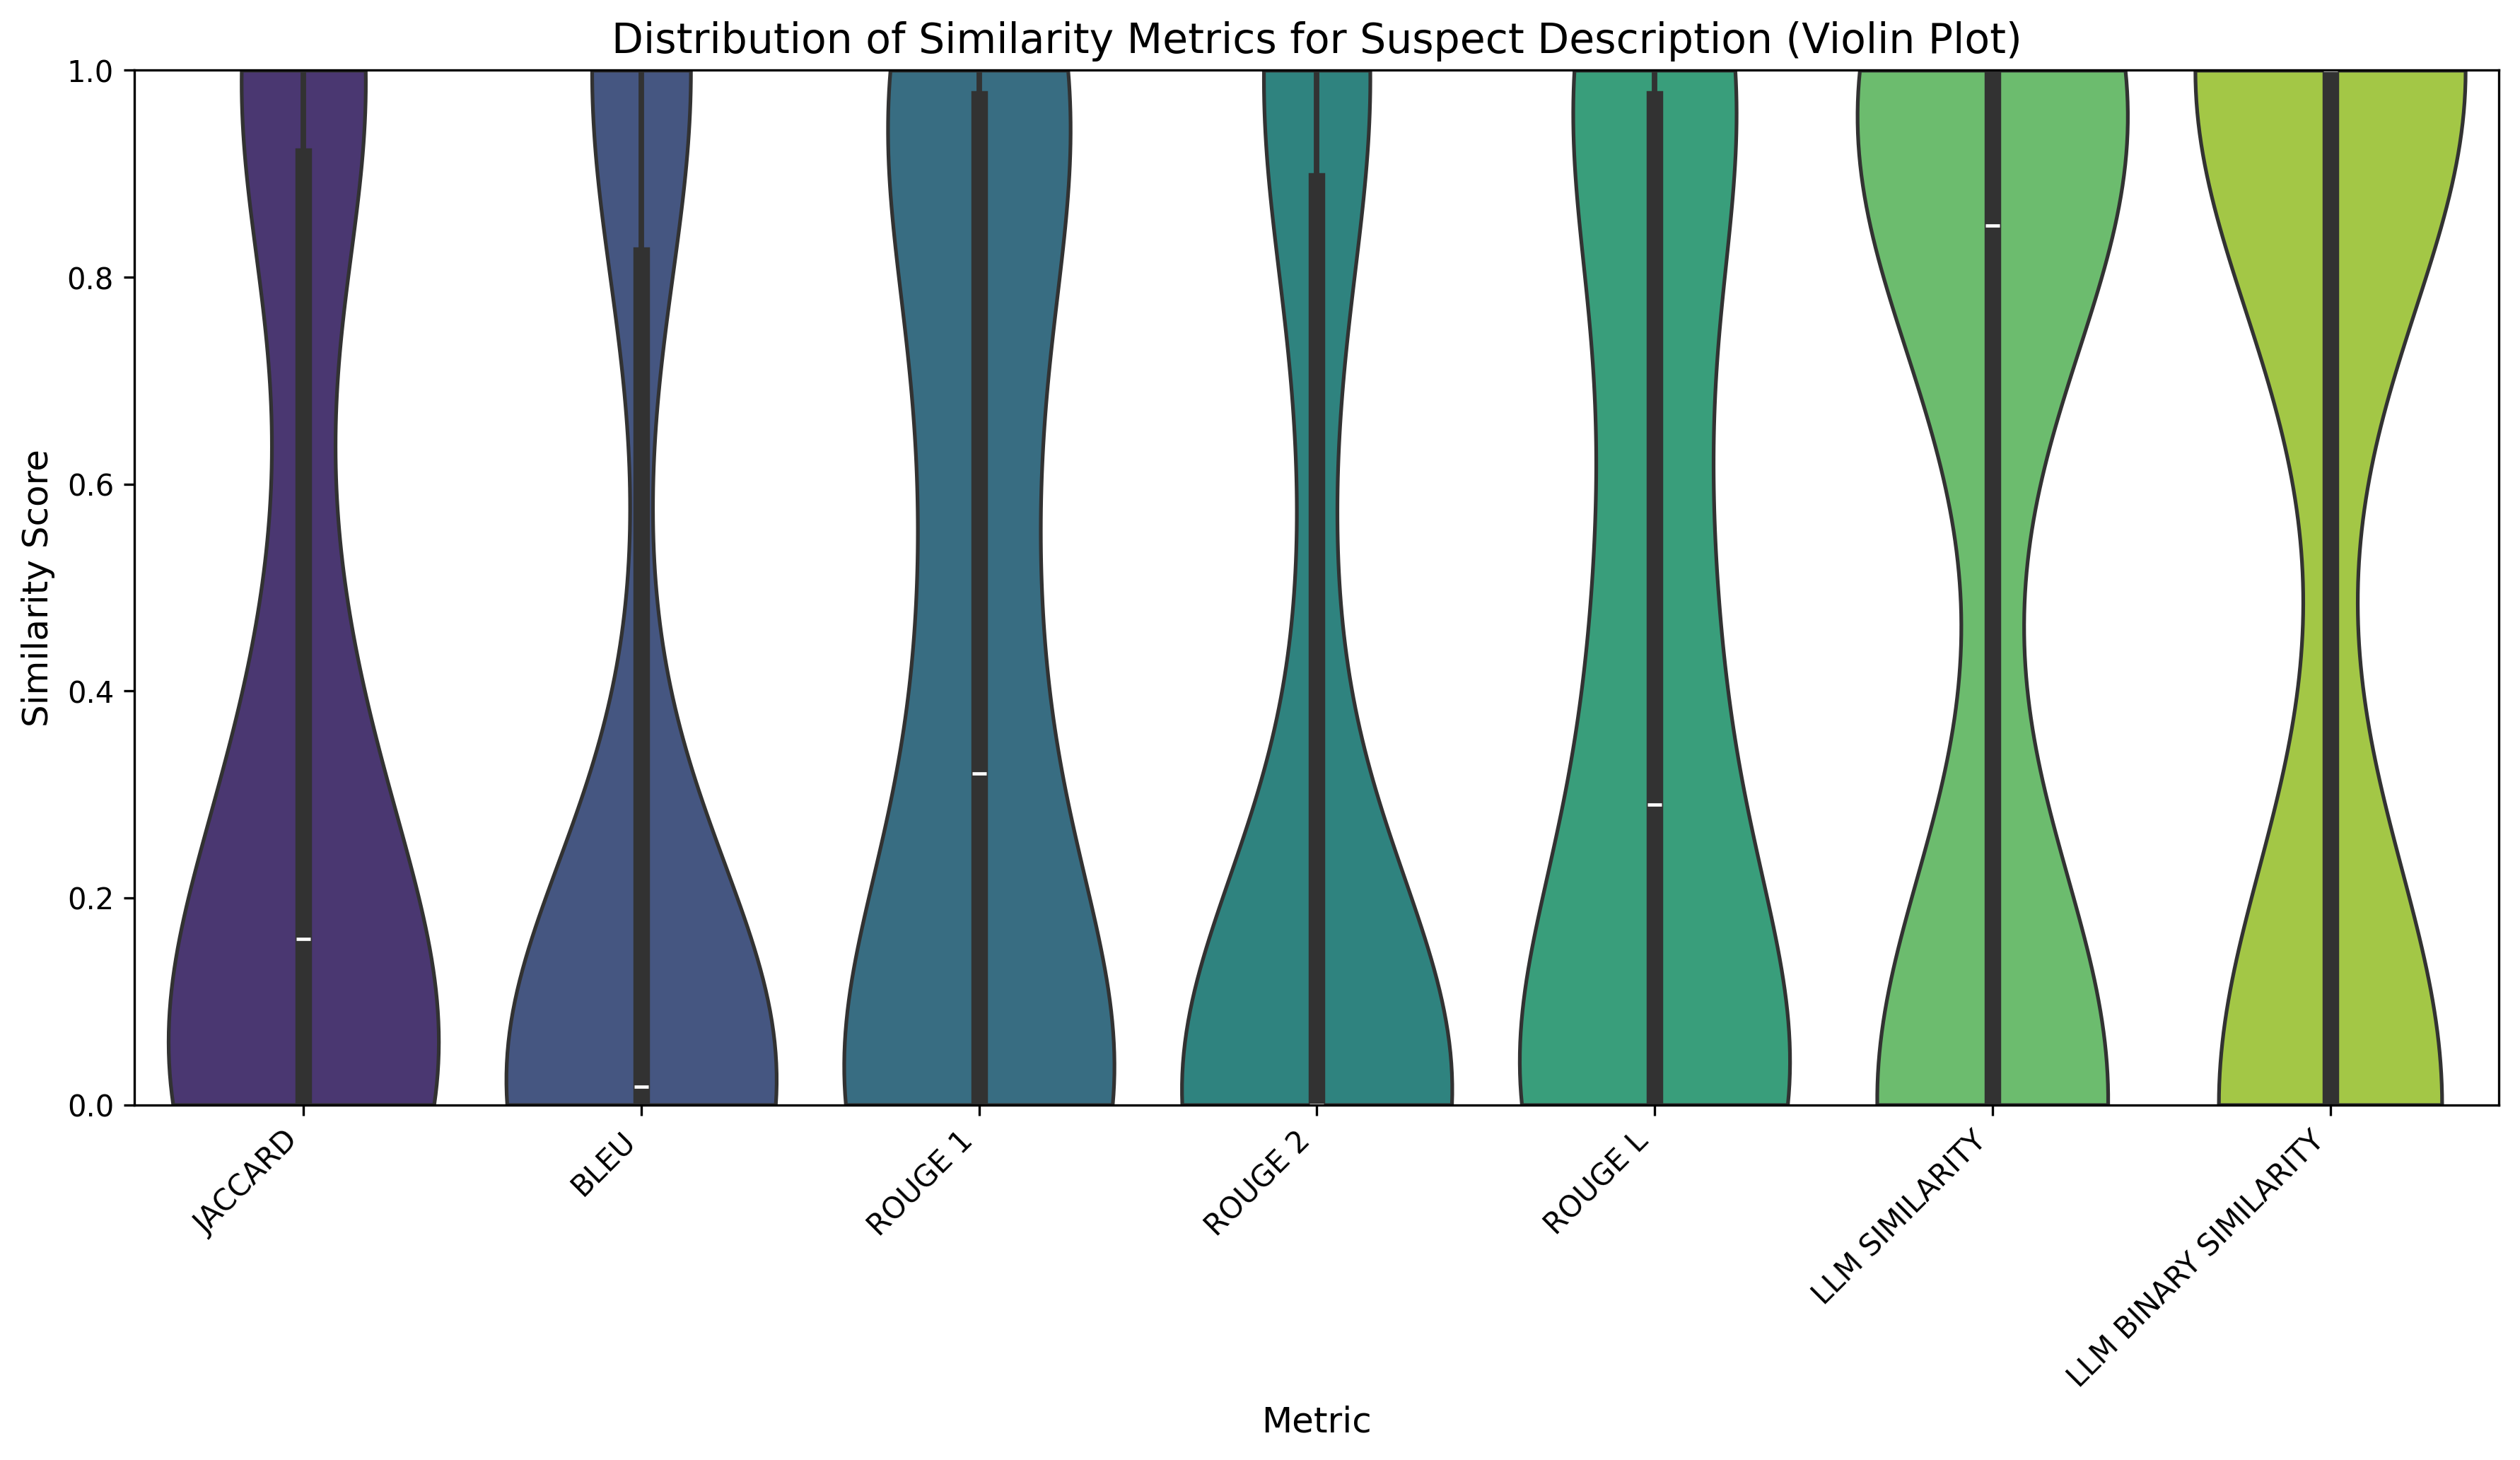 Distribution of Similarity Metrics for Suspect Description (Violin Plot)
1.0
0.8
0.6
0.4
0.2
0.0
Similarity Score
JACCARD
BLEU
ROUGE 1
ROUGE 2
ROUGE L
LLM SIMILARITY
LLM BINARY SIMILARITY
Metric